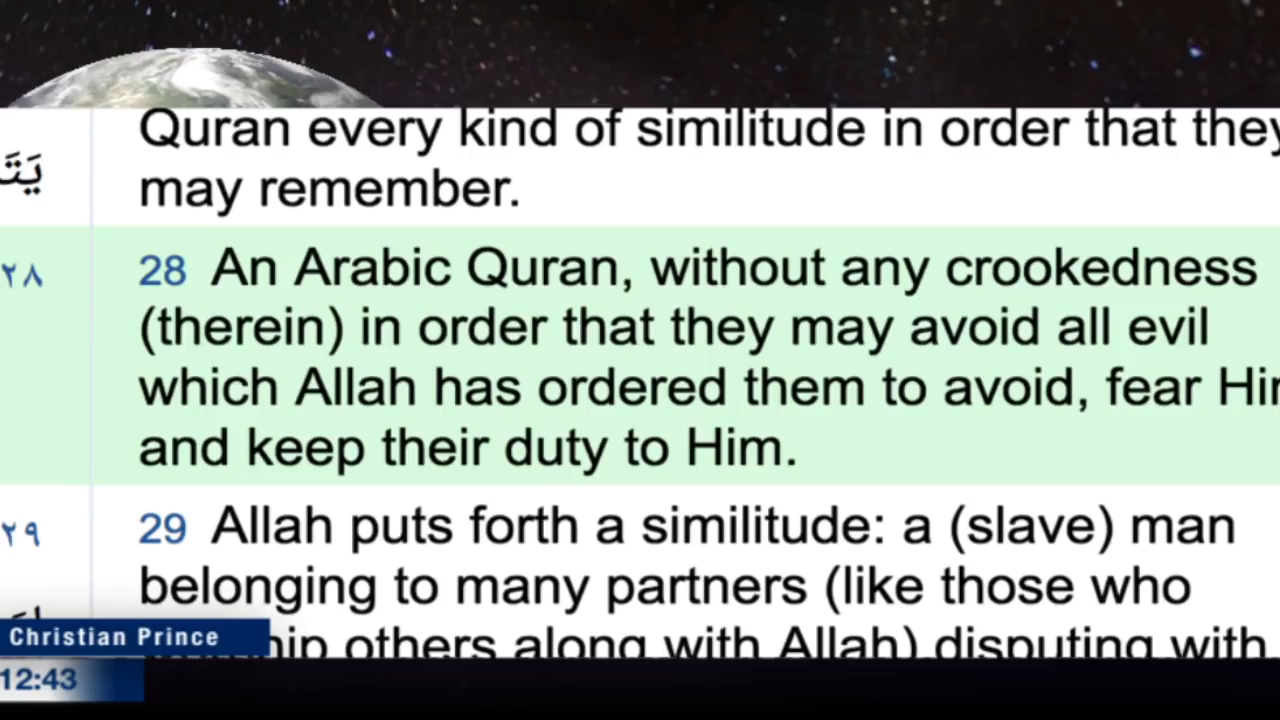 Quran every kind of similitude in order that they
may remember.
٢٨
28 An Arabic Quran, without any crookedness
(therein) in order that they may avoid all evil
which Allah has ordered them to avoid, fear
and keep their duty to Him.
٢٩
29 Allah puts forth a similitude: a (slave) man
belonging to many partners (like those who
others along with Allah) disputing with
Christian Prince
12:43